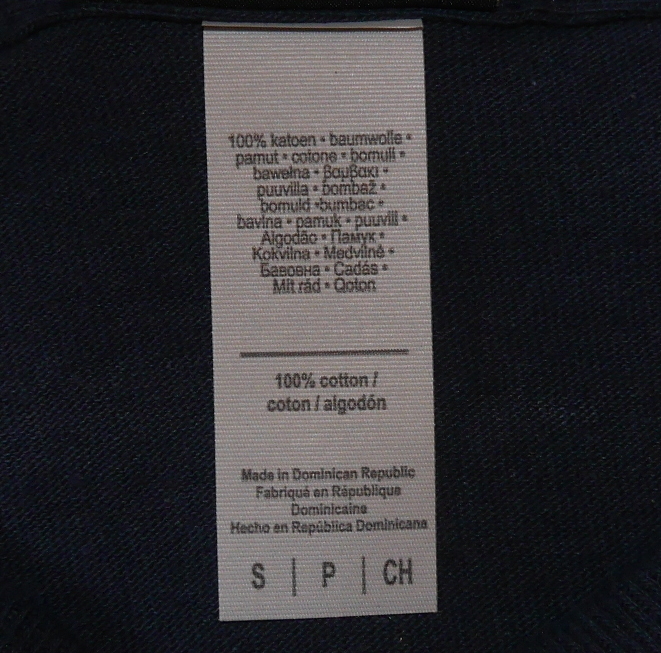 100% katoen • baumwolle •
pamut • cotone • bomull •
bawełna • βαμβακι •
puuvilla • bombaž •
bomuld •bumbac •
bavlna • pamuk • puuvill •
Algodão • Памук •
Kokvilna • Medvilnė •
Бавовна • Cadás •
Mit rád • Qoton
100% cotton /
coton / algodón
Made in Dominican Republic
Fabriqué en République
Dominicaine
Hecho en República Dominicana
S | P | CH